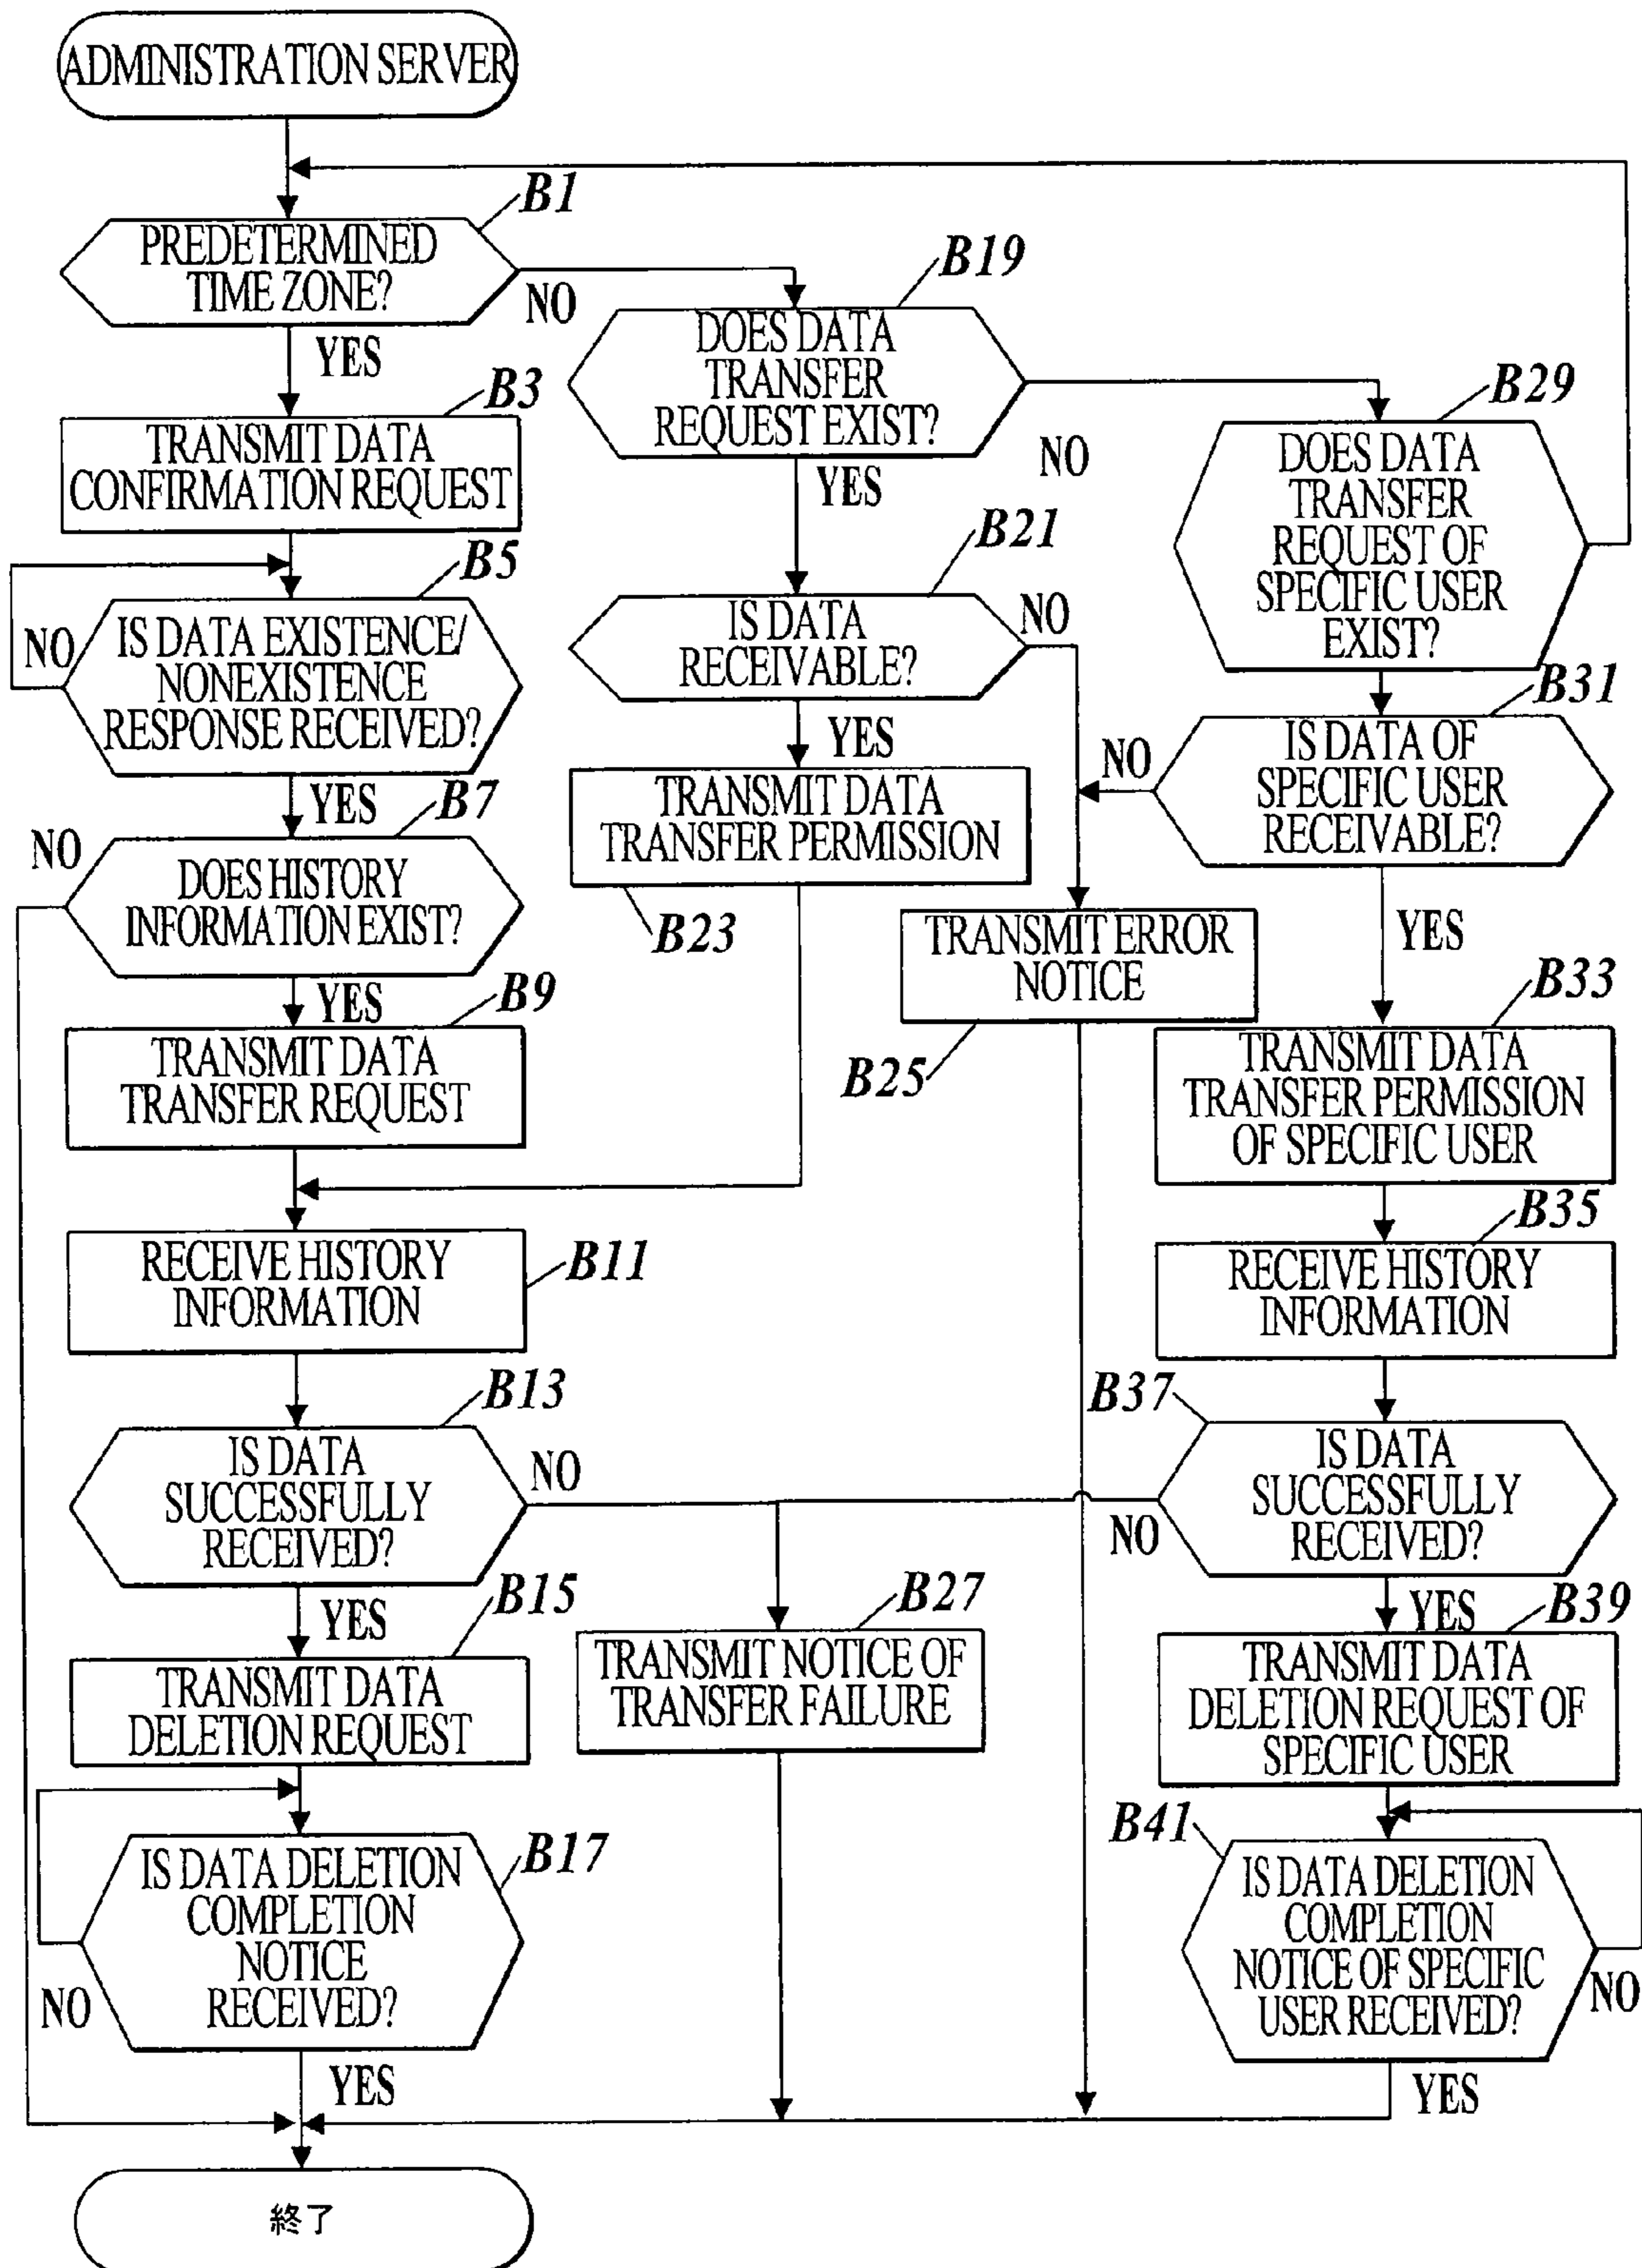 ADMINISTRATION SERVER
B1
PREDETERMINED
TIME ZONE?
NO
YES
B19
DOES DATA
TRANSFER
REQUEST EXIST?
NO
YES
B29
DOES DATA
TRANSFER
REQUEST OF
SPECIFIC USER
EXIST?
B3
TRANSMIT DATA
CONFIRMATION REQUEST
B5
IS DATA EXISTENCE/
NONEXISTENCE
RESPONSE RECEIVED?
NO
YES
B21
IS DATA
RECEIVABLE?
NO
YES
B31
IS DATA OF
SPECIFIC USER
RECEIVABLE?
NO
YES
B7
DOES HISTORY
INFORMATION EXIST?
NO
YES
TRANSMIT DATA
TRANSFER PERMISSION
B23
TRANSMIT ERROR
NOTICE
B25
B9
TRANSMIT DATA
TRANSFER REQUEST
B33
TRANSMIT DATA
TRANSFER PERMISSION
OF SPECIFIC USER
RECEIVE HISTORY
INFORMATION
B11
B35
RECEIVE HISTORY
INFORMATION
B13
IS DATA
SUCCESSFULLY
RECEIVED?
NO
YES
B37
IS DATA
SUCCESSFULLY
RECEIVED?
NO
YES
B15
TRANSMIT DATA
DELETION REQUEST
B27
TRANSMIT NOTICE OF
TRANSFER FAILURE
B39
TRANSMIT DATA
DELETION REQUEST OF
SPECIFIC USER
B17
IS DATA DELETION
COMPLETION
NOTICE
RECEIVED?
NO
YES
B41
IS DATA DELETION
COMPLETION
NOTICE OF SPECIFIC
USER RECEIVED?
NO
YES
終了